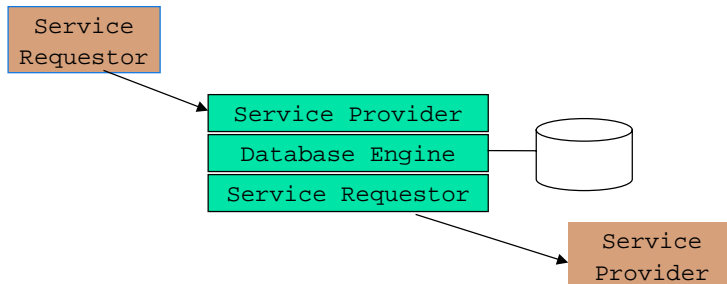 Service
Requestor
Service Provider
Database Engine
Service Requestor
Service
Provider